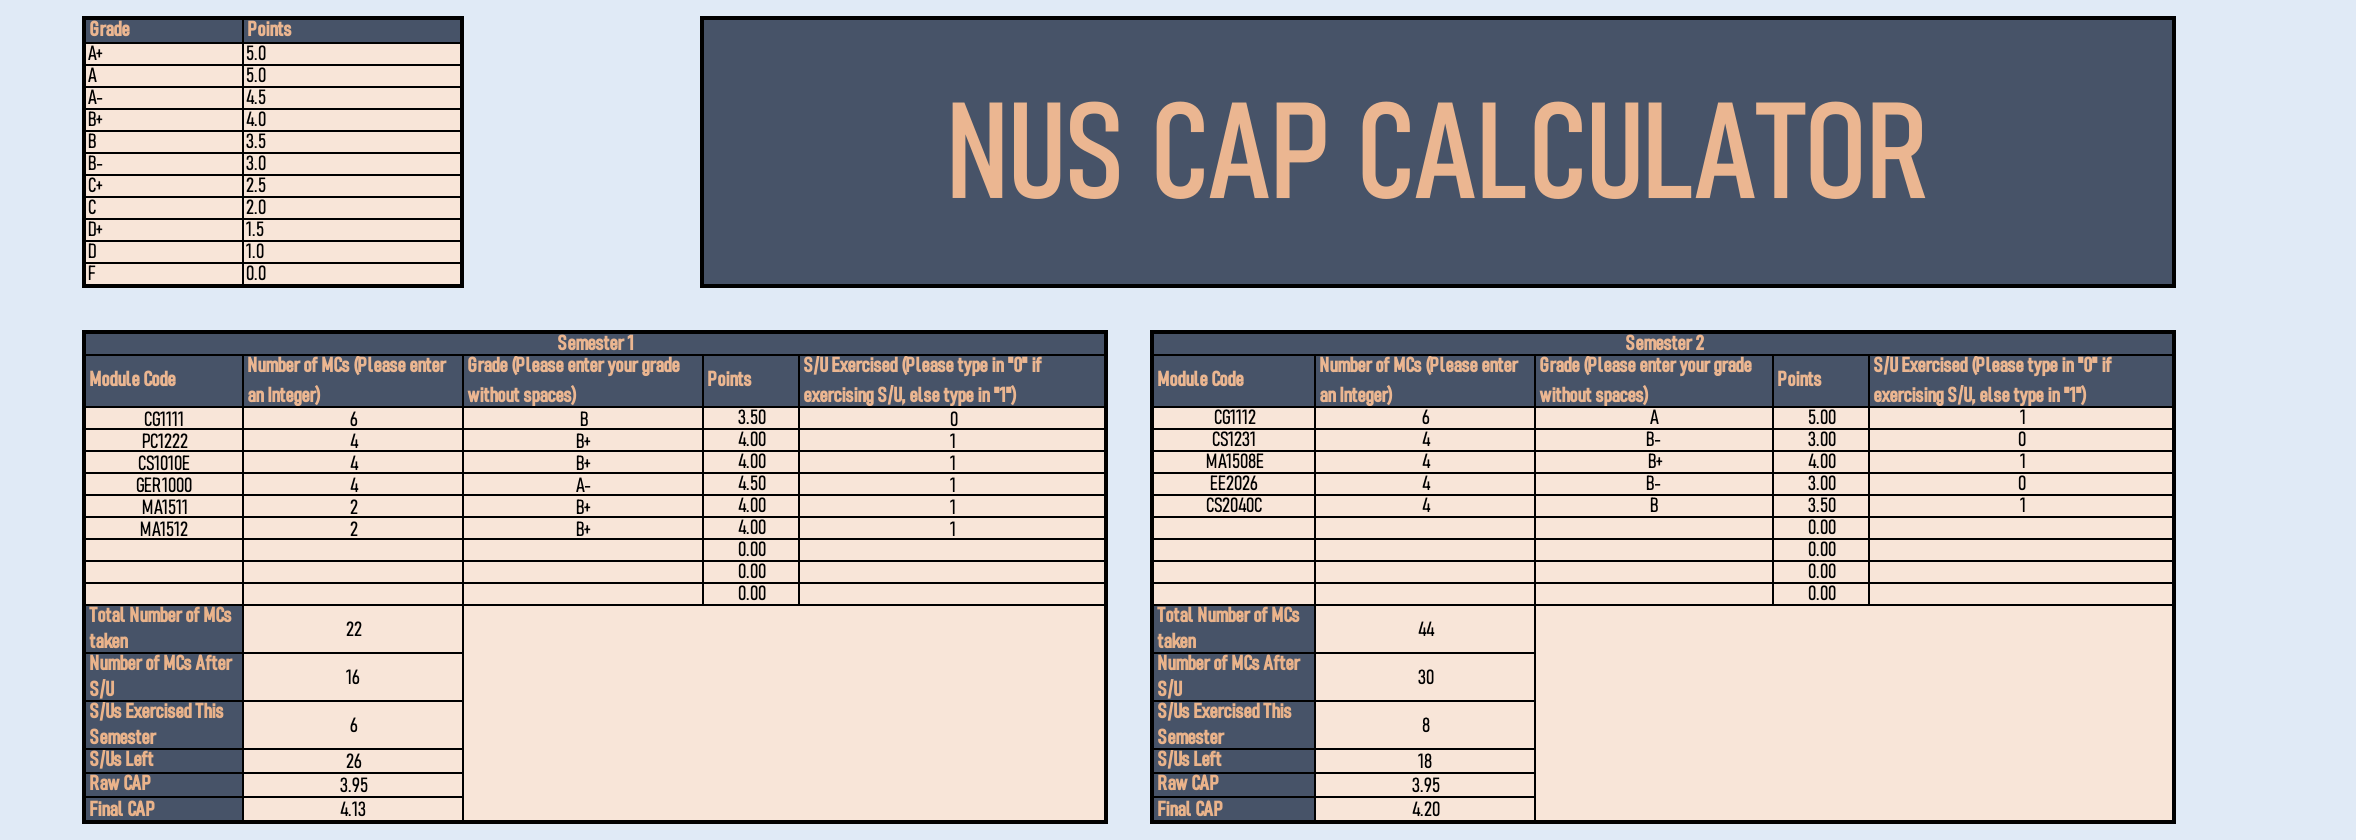 Grade Points
A+ 5.0
A 5.0
A- 4.5
B+ 4.0
B 3.5
B- 3.0
C+ 2.5
C 2.0
D+ 1.5
D 1.0
F 0.0
NUS CAP CALCULATOR
Semester 1
Module Code Number of MCs (Please enter an Integer) Grade (Please enter your grade without spaces) Points S/U Exercised (Please type in "0" if exercising S/U, else type in "1")
CG1111 6 B 3.50 0
PC1222 4 B+ 4.00 1
CS1010E 4 B+ 4.00 1
GER1000 4 A- 4.50 1
MA1511 2 B+ 4.00 1
MA1512 2 B+ 4.00 1
0.00
0.00
0.00
Total Number of MCs taken 22
Number of MCs After S/U 16
S/Us Exercised This Semester 6
S/Us Left 26
Raw CAP 3.95
Final CAP 4.13
Semester 2
Module Code Number of MCs (Please enter an Integer) Grade (Please enter your grade without spaces) Points S/U Exercised (Please type in "0" if exercising S/U, else type in "1")
CG1112 6 A 5.00 1
CS1231 4 B- 3.00 0
MA1508E 4 B+ 4.00 1
EE2026 4 B- 3.00 0
CS2040C 4 B 3.50 1
0.00
0.00
0.00
0.00
Total Number of MCs taken 44
Number of MCs After S/U 30
S/Us Exercised This Semester 8
S/Us Left 18
Raw CAP 3.95
Final CAP 4.20